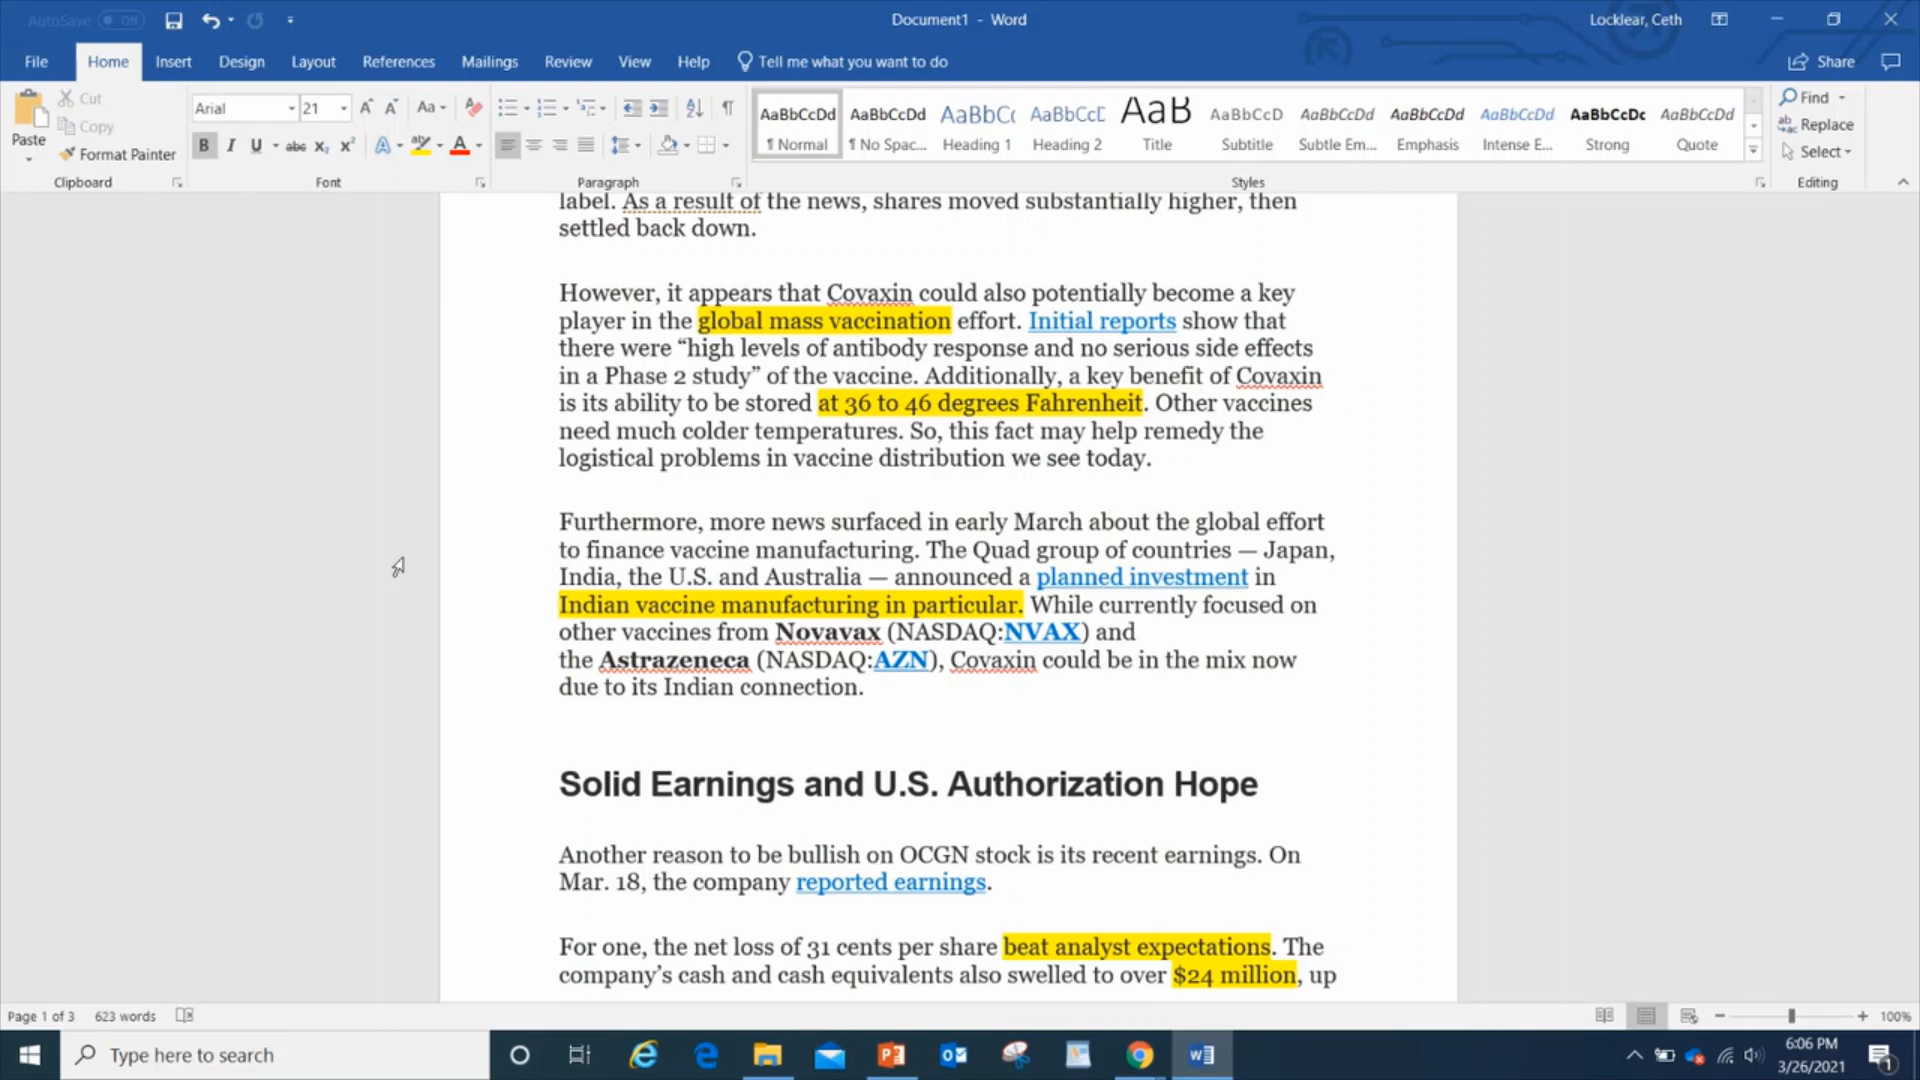 AutoSave Off
Document1 - Word
Locklear, Ceth
File Home Insert Design Layout References Mailings Review View Help Tell me what you want to do
Share
Paste
Cut
Copy
Format Painter
Clipboard
Arial 21
Font
Paragraph
AaBbCcDd AaBbCcDd AaBbCc AaBbCcD AaB AaBbCcD AaBbCcDd AaBbCcDd AaBbCcDd AaBbCcDc AaBbCcDd
¶ Normal ¶ No Spac... Heading 1 Heading 2 Title Subtitle Subtle Em... Emphasis Intense E... Strong Quote
Styles
Find
Replace
Select
Editing
label. As a result of the news, shares moved substantially higher, then
settled back down.
However, it appears that Covaxin could also potentially become a key
player in the global mass vaccination effort. Initial reports show that
there were “high levels of antibody response and no serious side effects
in a Phase 2 study” of the vaccine. Additionally, a key benefit of Covaxin
is its ability to be stored at 36 to 46 degrees Fahrenheit. Other vaccines
need much colder temperatures. So, this fact may help remedy the
logistical problems in vaccine distribution we see today.
Furthermore, more news surfaced in early March about the global effort
to finance vaccine manufacturing. The Quad group of countries — Japan,
India, the U.S. and Australia — announced a planned investment in
Indian vaccine manufacturing in particular. While currently focused on
other vaccines from Novavax (NASDAQ:NVAX) and
the Astrazeneca (NASDAQ:AZN), Covaxin could be in the mix now
due to its Indian connection.
Solid Earnings and U.S. Authorization Hope
Another reason to be bullish on OCGN stock is its recent earnings. On
Mar. 18, the company reported earnings.
For one, the net loss of 31 cents per share beat analyst expectations. The
company’s cash and cash equivalents also swelled to over $24 million, up
Page 1 of 3 623 words
100%
Type here to search
6:06 PM
3/26/2021
1